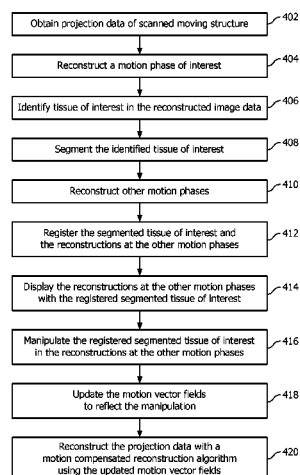 Obtain projection data of scanned moving structure
402
Reconstruct a motion phase of interest
404
Identify tissue of interest in the reconstructed image data
406
Segment the identified tissue of interest
408
Reconstruct other motion phases
410
Register the segmented tissue of interest and
the reconstructions at the other motion phases
412
Display the reconstructions at the other motion phases
with the registered segmented tissue of interest
414
Manipulate the registered segmented tissue of interest
in the reconstructions at the other motion phases
416
Update the motion vector fields
to reflect the manipulation
418
Reconstruct the projection data with a
motion compensated reconstruction algorithm
using the updated motion vector fields
420